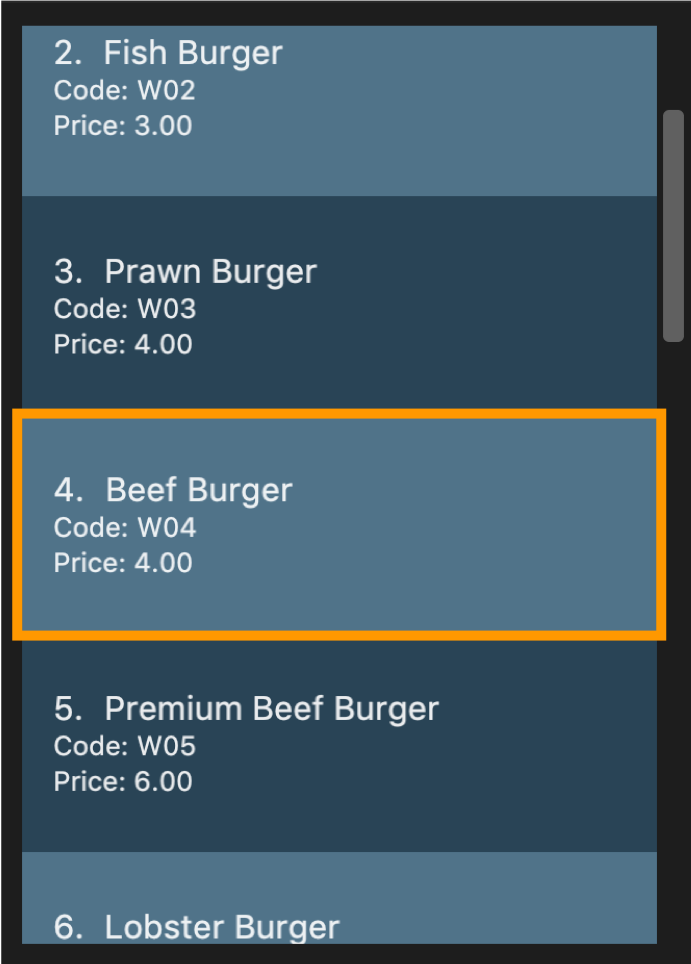 2. Fish Burger
Code: W02
Price: 3.00
3. Prawn Burger
Code: W03
Price: 4.00
4. Beef Burger
Code: W04
Price: 4.00
5. Premium Beef Burger
Code: W05
Price: 6.00
6. Lobster Burger